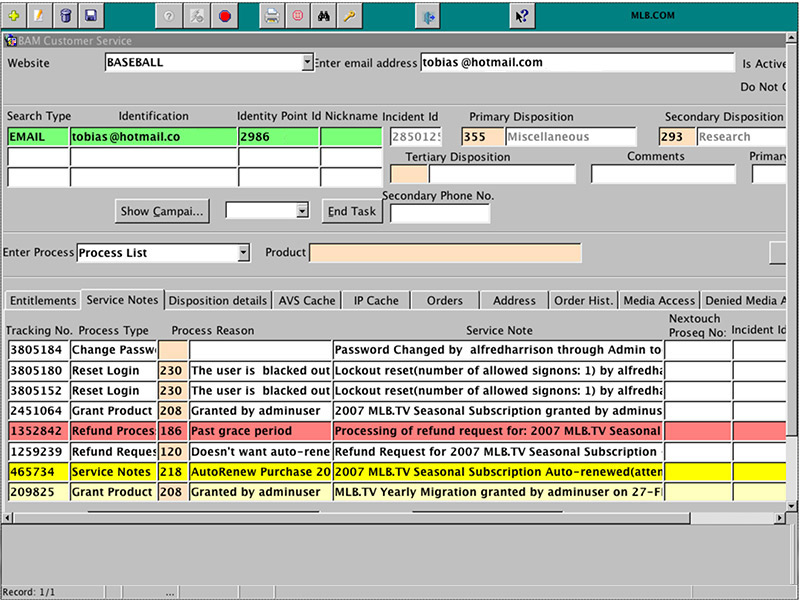 MLB.COM
BAM Customer Service
Website BASEBALL Enter email address tobias @hotmail.com Is Active
Do Not C
Search Type Identification Identity Point Id Nickname Incident Id Primary Disposition Secondary Disposition
EMAIL tobias @hotmail.co 2986 2850125 355 Miscellaneous 293 Research
Tertiary Disposition Comments Primary
Secondary Phone No.
Show Campai... End Task
Enter Process Process List Product
Entitlements Service Notes Disposition details AVS Cache IP Cache Orders Address Order Hist. Media Access Denied Media A
Tracking No. Process Type Process Reason Service Note Nextouch Proseq No: Incident Id
3805184 Change Passw Password Changed by alfredharrison through Admin to
3805180 Reset Login 230 The user is blacked out Lockout reset(number of allowed signons: 1) by alfredha
3805152 Reset Login 230 The user is blacked out Lockout reset(number of allowed signons: 1) by alfredha
2451064 Grant Product 208 Granted by adminuser 2007 MLB.TV Seasonal Subscription granted by adminus
1352842 Refund Proces 186 Past grace period Processing of refund request for: 2007 MLB.TV Seasonal
1259239 Refund Reques 120 Doesn't want auto-rene Refund Request for 2007 MLB.TV Seasonal Subscription -
465734 Service Notes 218 AutoRenew Purchase 20 2007 MLB.TV Seasonal Subscription Auto-renewed(atten
209825 Grant Product 208 Granted by adminuser MLB.TV Yearly Migration granted by adminuser on 27-F
Record: 1/1 ...